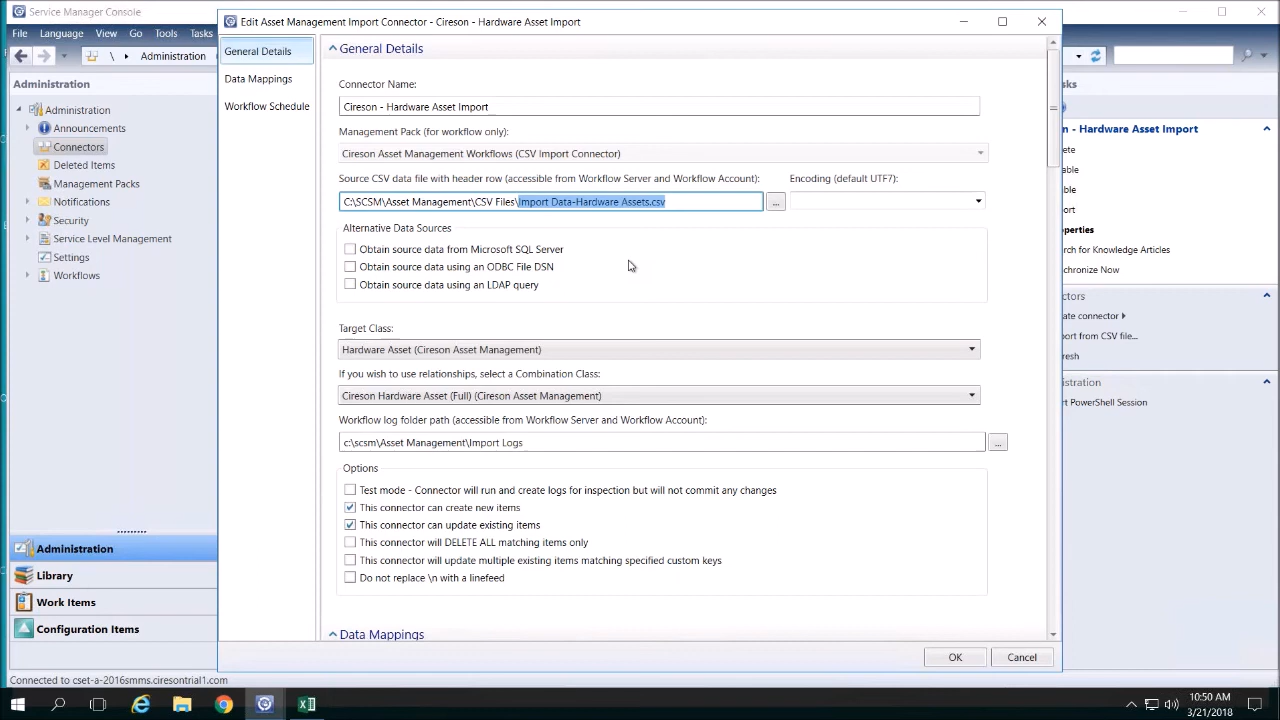 Service Manager Console
Edit Asset Management Import Connector - Cireson - Hardware Asset Import
File Language View Go Tools Tasks
\ Administration
Administration
Administration
Announcements
Connectors
Deleted Items
Management Packs
Notifications
Security
Service Level Management
Settings
Workflows
Administration
Library
Work Items
Configuration Items
Connected to cset-a-2016smms.ciresontrial1.com
General Details
Data Mappings
Workflow Schedule
General Details
Connector Name:
Cireson - Hardware Asset Import
Management Pack (for workflow only):
Cireson Asset Management Workflows (CSV Import Connector)
Source CSV data file with header row (accessible from Workflow Server and Workflow Account):
Encoding (default UTF7):
C:\SCSM\Asset Management\CSV Files\Import Data-Hardware Assets.csv
...
Alternative Data Sources
Obtain source data from Microsoft SQL Server
Obtain source data using an ODBC File DSN
Obtain source data using an LDAP query
Target Class:
Hardware Asset (Cireson Asset Management)
If you wish to use relationships, select a Combination Class:
Cireson Hardware Asset (Full) (Cireson Asset Management)
Workflow log folder path (accessible from Workflow Server and Workflow Account):
c:\scsm\Asset Management\Import Logs
...
Options
Test mode - Connector will run and create logs for inspection but will not commit any changes
This connector can create new items
This connector can update existing items
This connector will DELETE ALL matching items only
This connector will update multiple existing items matching specified custom keys
Do not replace \n with a linefeed
Data Mappings
OK
Cancel
sks
on - Hardware Asset Import
ete
able
able
ort
operties
rch for Knowledge Articles
chronize Now
ctors
ate connector
ort from CSV file...
resh
nistration
rt PowerShell Session
10:50 AM
3/21/2018